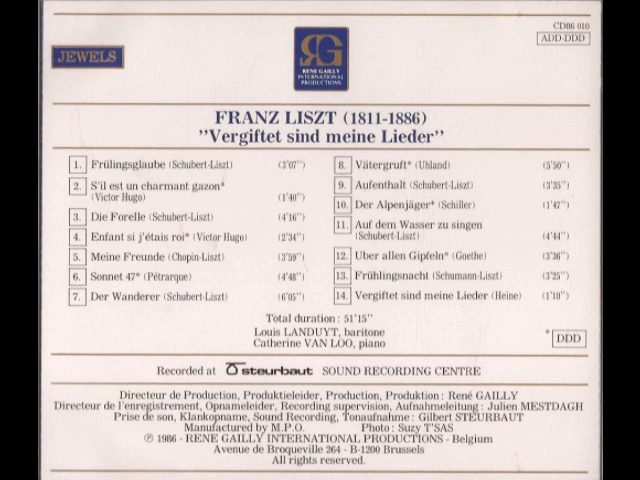 CD86 010
ADD-DDD
JEWELS
RG
RENE GAILLY
INTERNATIONAL
PRODUCTIONS
FRANZ LISZT (1811-1886)
"Vergiftet sind meine Lieder"
1. Frülingsglaube (Schubert-Liszt) (3'07")
2. S'il est un charmant gazon*
(Victor Hugo) (1'40")
3. Die Forelle (Schubert-Liszt) (4'16")
4. Enfant si j'étais roi* (Victor Hugo) (2'34")
5. Meine Freunde (Chopin-Liszt) (3'59")
6. Sonnet 47* (Pétrarque) (4'48")
7. Der Wanderer (Schubert-Liszt) (6'05")
8. Vätergruft* (Uhland) (5'50")
9. Aufenthalt (Schubert-Liszt) (3'35")
10. Der Alpenjäger* (Schiller) (1'47")
11. Auf dem Wasser zu singen
(Schubert-Liszt) (4'44")
12. Uber allen Gipfeln* (Goethe) (3'36")
13. Frühlingsnacht (Schumann-Liszt) (3'25")
14. Vergiftet sind meine Lieder (Heine) (1'10")
Total duration : 51'15"
Louis LANDUYT, baritone
Catherine VAN LOO, piano
* DDD
Recorded at steurbaut SOUND RECORDING CENTRE
Directeur de Production, Produktieleider, Production, Produktion : René GAILLY
Directeur de l'enregistrement, Opnameleider, Recording supervision, Aufnahmeleitung : Julien MESTDAGH
Prise de son, Klankopname, Sound Recording, Tonaufnahme : Gilbert STEURBAUT
Manufactured by M.P.O. Photo : Suzy T'SAS
℗ 1986 - RENE GAILLY INTERNATIONAL PRODUCTIONS - Belgium
Avenue de Broqueville 264 - B-1200 Brussels
All rights reserved.